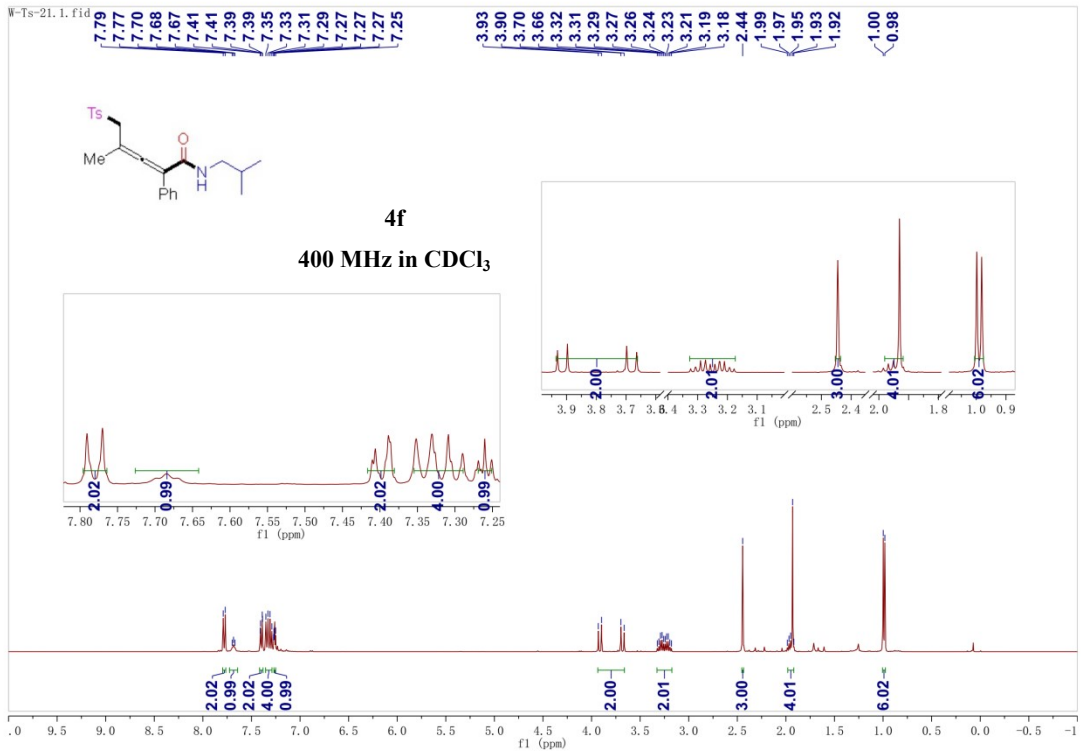 W-Ts-21.1.fid
7.79 7.77 7.70 7.68 7.67 7.41 7.41 7.39 7.39 7.35 7.33 7.31 7.29 7.27 7.27 7.27 7.25
3.93 3.90 3.70 3.66 3.32 3.31 3.29 3.27 3.26 3.24 3.23 3.21 3.19 3.18 2.44 1.99 1.97 1.95 1.93 1.92
1.00 0.98
Ts
O
Me
N
H
Ph
4f
400 MHz in CDCl3
2.00 2.01 3.00 4.01 6.02
3.9 3.8 3.7 3.4 3.3 3.2 3.1 2.5 2.4 2.0 1.8 1.0 0.9
f1 (ppm)
2.02 0.99 2.02 4.00 0.99
7.80 7.75 7.70 7.65 7.60 7.55 7.50 7.45 7.40 7.35 7.30 7.25
f1 (ppm)
2.02 0.99 2.02 4.00 0.99 2.00 2.01 3.00 4.01 6.02
9.5 9.0 8.5 8.0 7.5 7.0 6.5 6.0 5.5 5.0 4.5 4.0 3.5 3.0 2.5 2.0 1.5 1.0 0.5 0.0 -0.5
f1 (ppm)